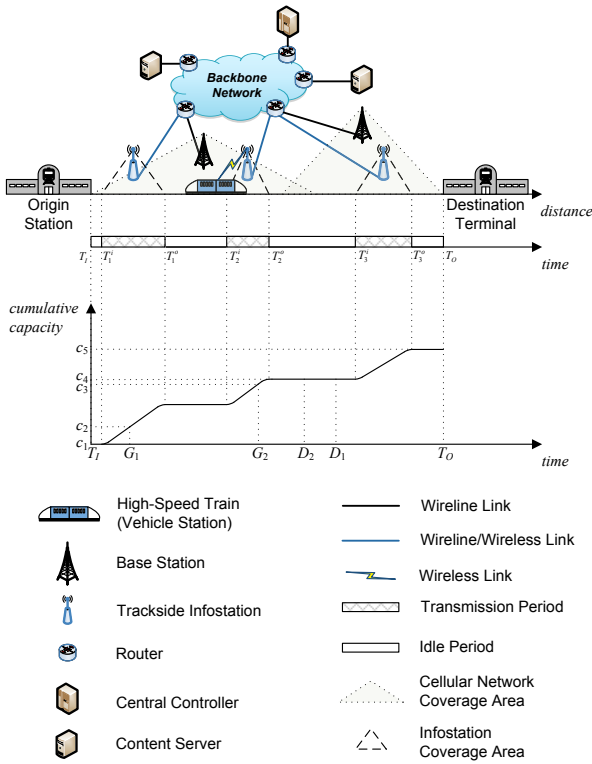 Backbone
Network
Origin
Station
Destination
Terminal
distance
T_I T_1^i T_1^o T_2^i T_2^o T_3^i T_3^o T_O
time
cumulative
capacity
c_5
c_4
c_3
c_2
c_1
T_I G_1 G_2 D_2 D_1 T_O
time
High-Speed Train
(Vehicle Station)
Wireline Link
Wireline/Wireless Link
Base Station
Wireless Link
Trackside Infostation
Transmission Period
Router
Idle Period
Central Controller
Cellular Network
Coverage Area
Content Server
Infostation
Coverage Area